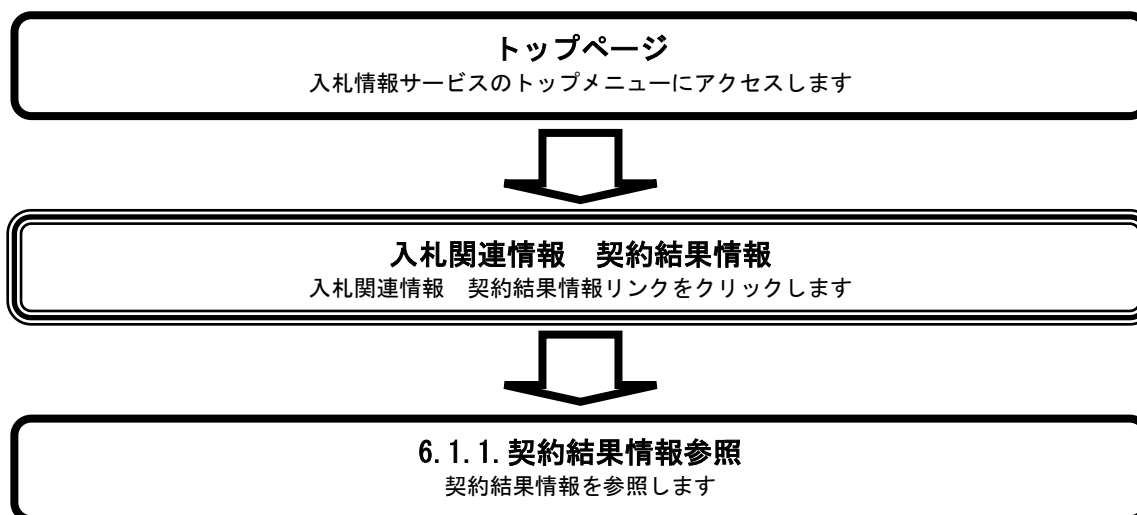 トップページ
入札情報サービスのトップメニューにアクセスします
入札関連情報　契約結果情報
入札関連情報　契約結果情報リンクをクリックします
6.1.1.契約結果情報参照
契約結果情報を参照します